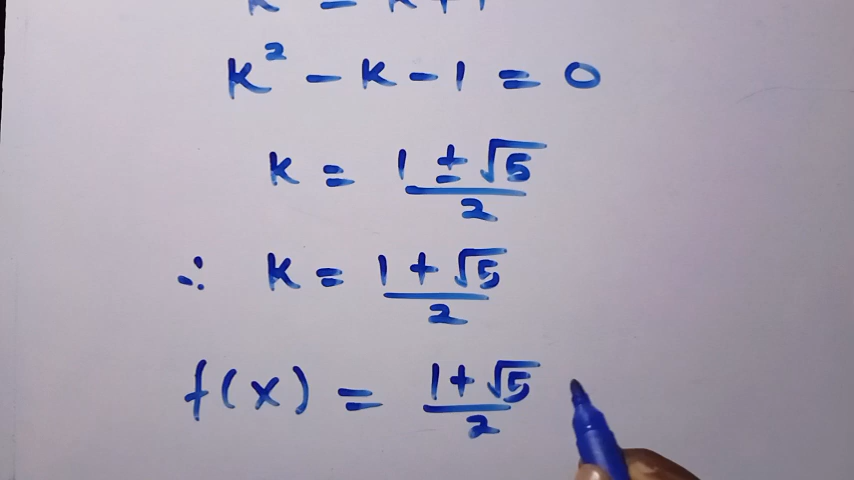 K² - K - 1 = 0
K = (1 ± √5)/2
∴ K = (1 + √5)/2
f(x) = (1 + √5)/2